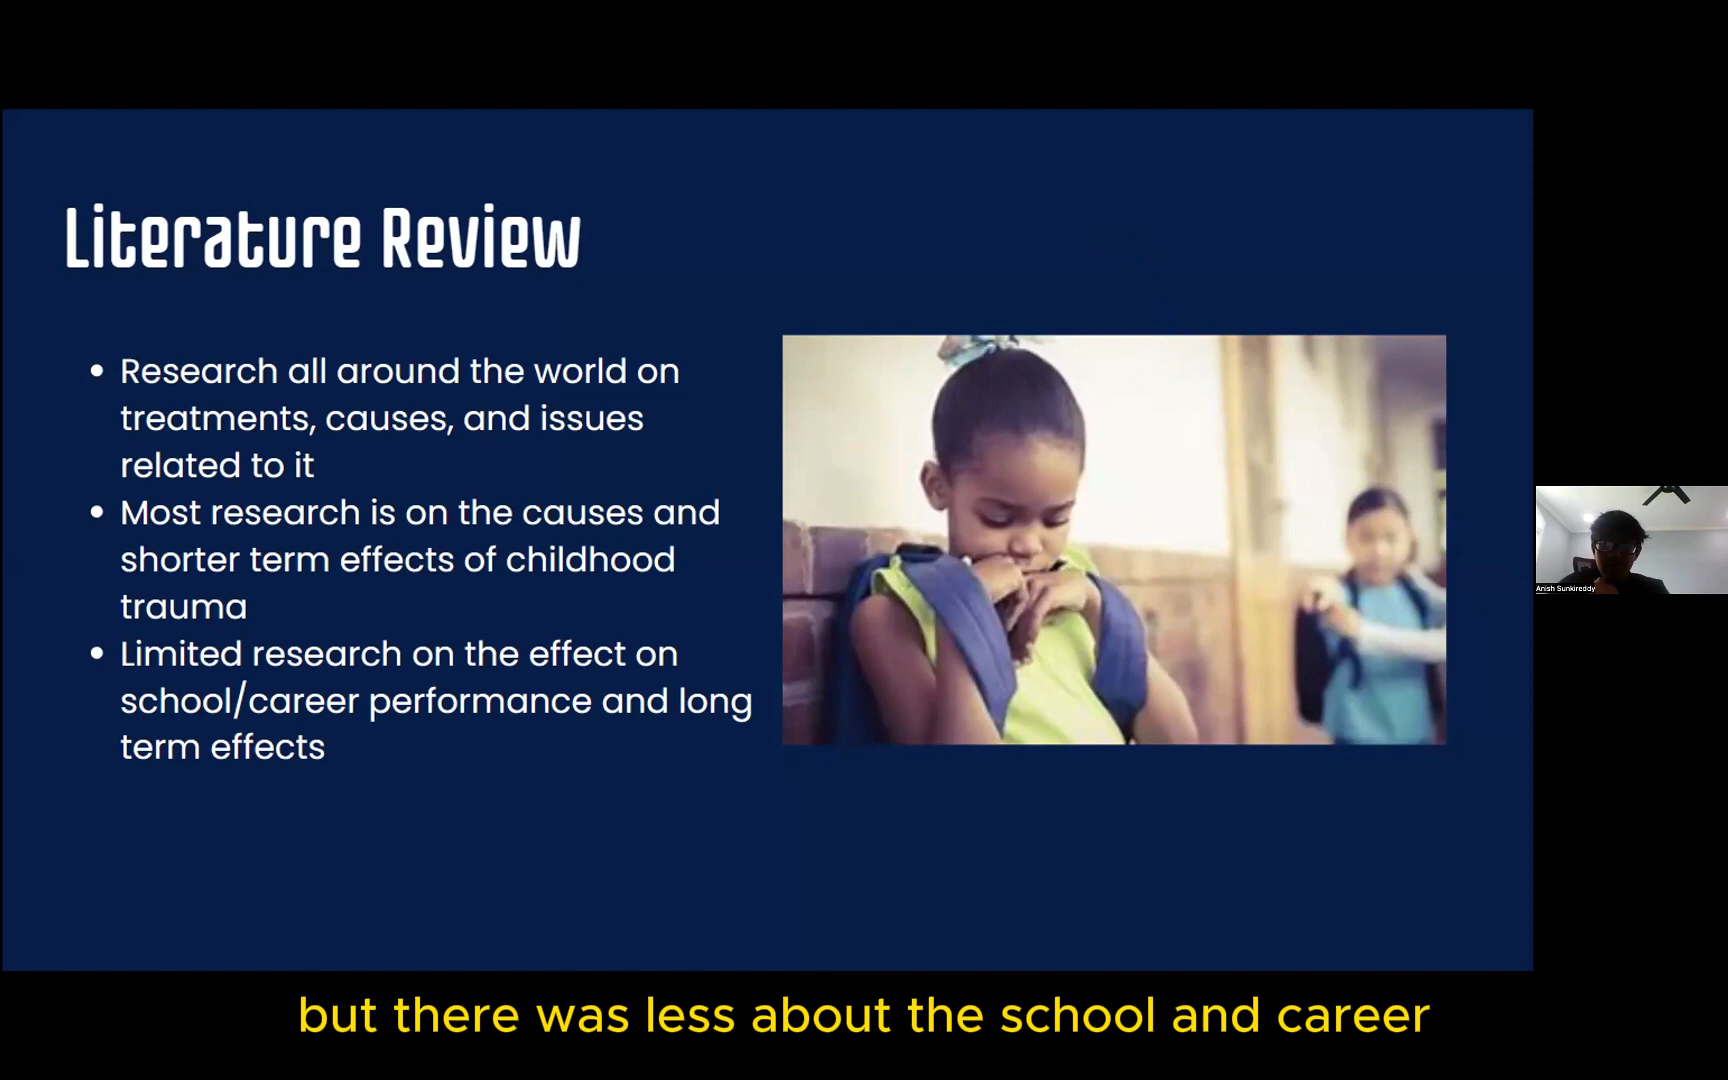 Literature Review
Research all around the world on
treatments, causes, and issues
related to it
Most research is on the causes and
shorter term effects of childhood
trauma
Limited research on the effect on
school/career performance and long
term effects
Anish Sunkireddy
but there was less about the school and career